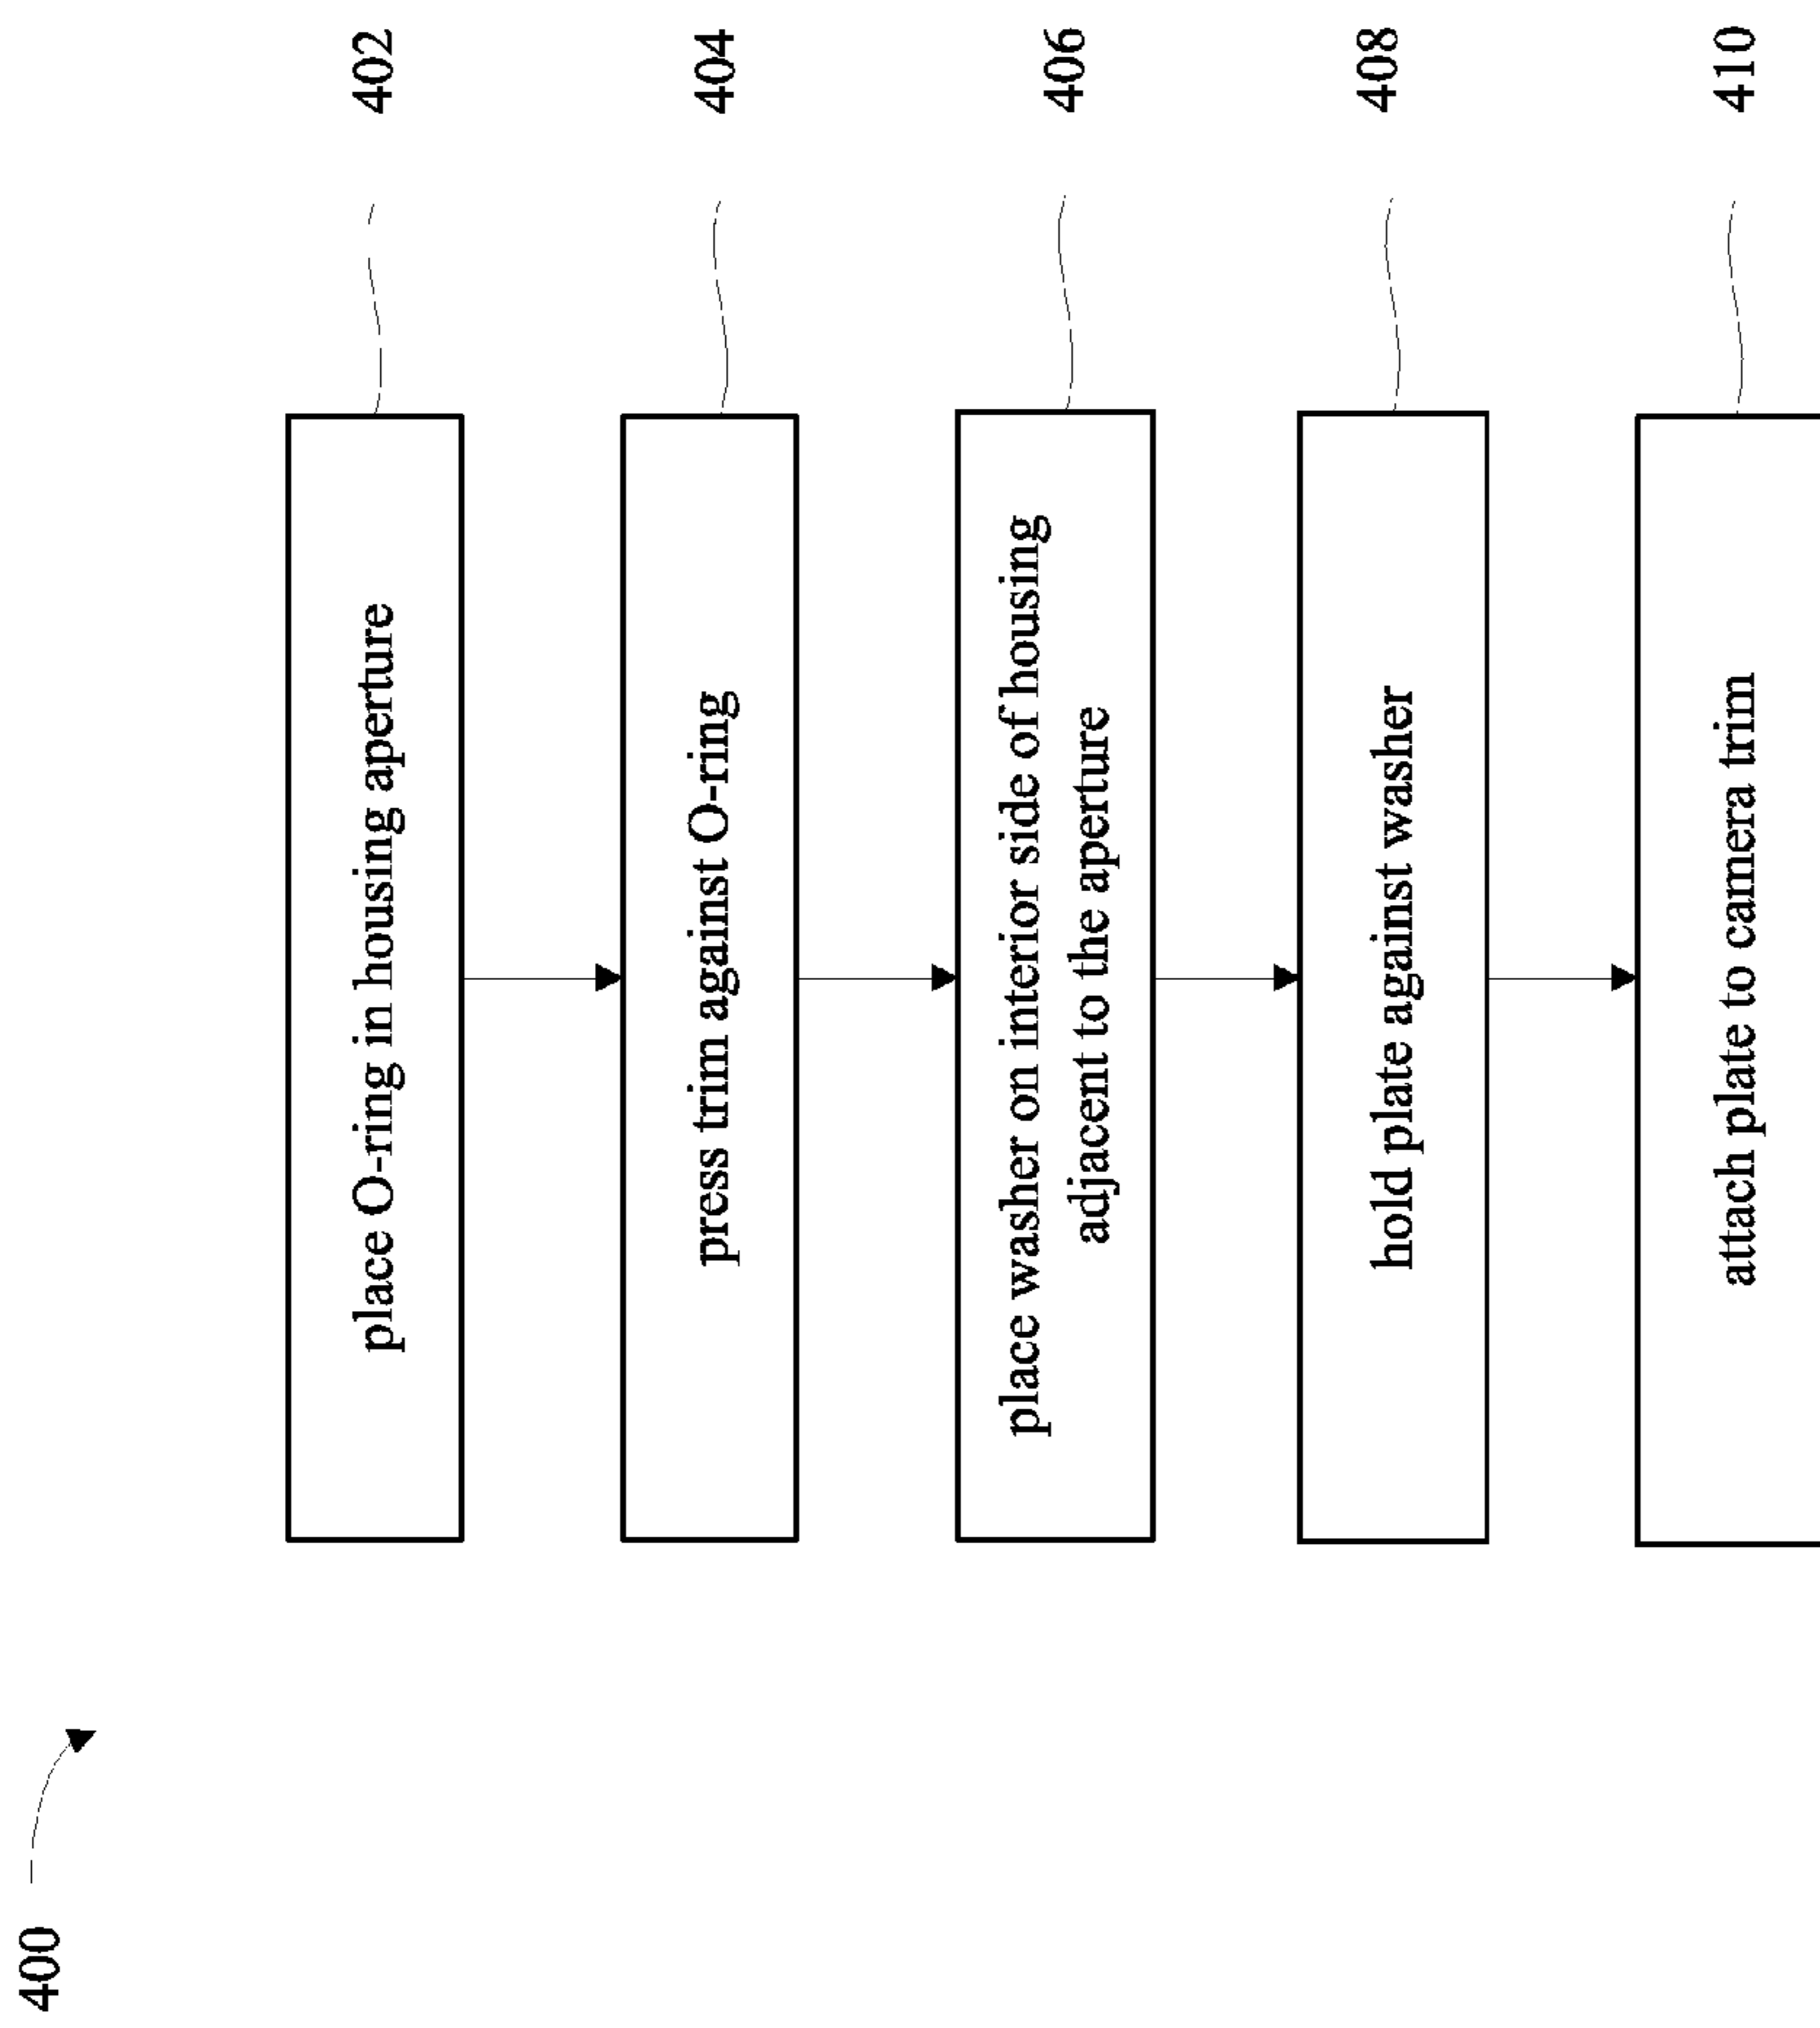 400
place O-ring in housing aperture
402
press trim against O-ring
404
place washer on interior side of housing
adjacent to the aperture
406
hold plate against washer
408
attach plate to camera trim
410